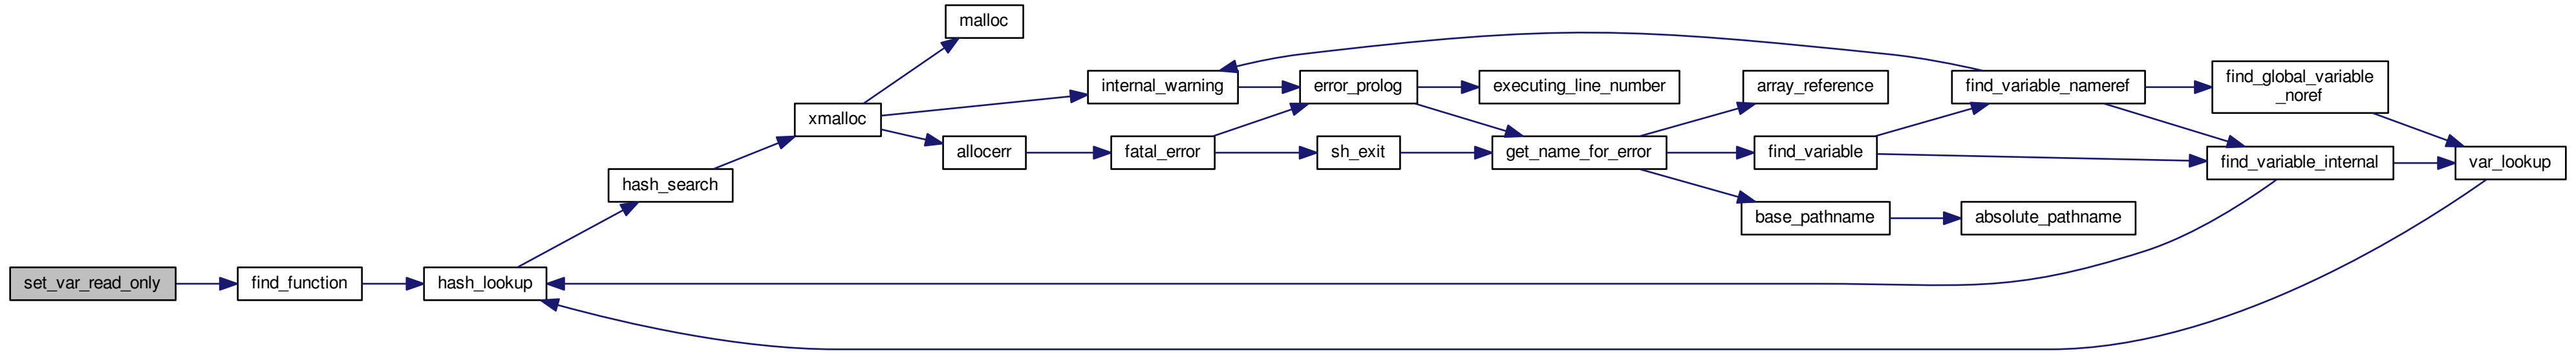 malloc
internal_warning
error_prolog
executing_line_number
array_reference
find_variable_nameref
find_global_variable
_noref
xmalloc
allocerr
fatal_error
sh_exit
get_name_for_error
find_variable
find_variable_internal
var_lookup
hash_search
base_pathname
absolute_pathname
set_var_read_only
find_function
hash_lookup